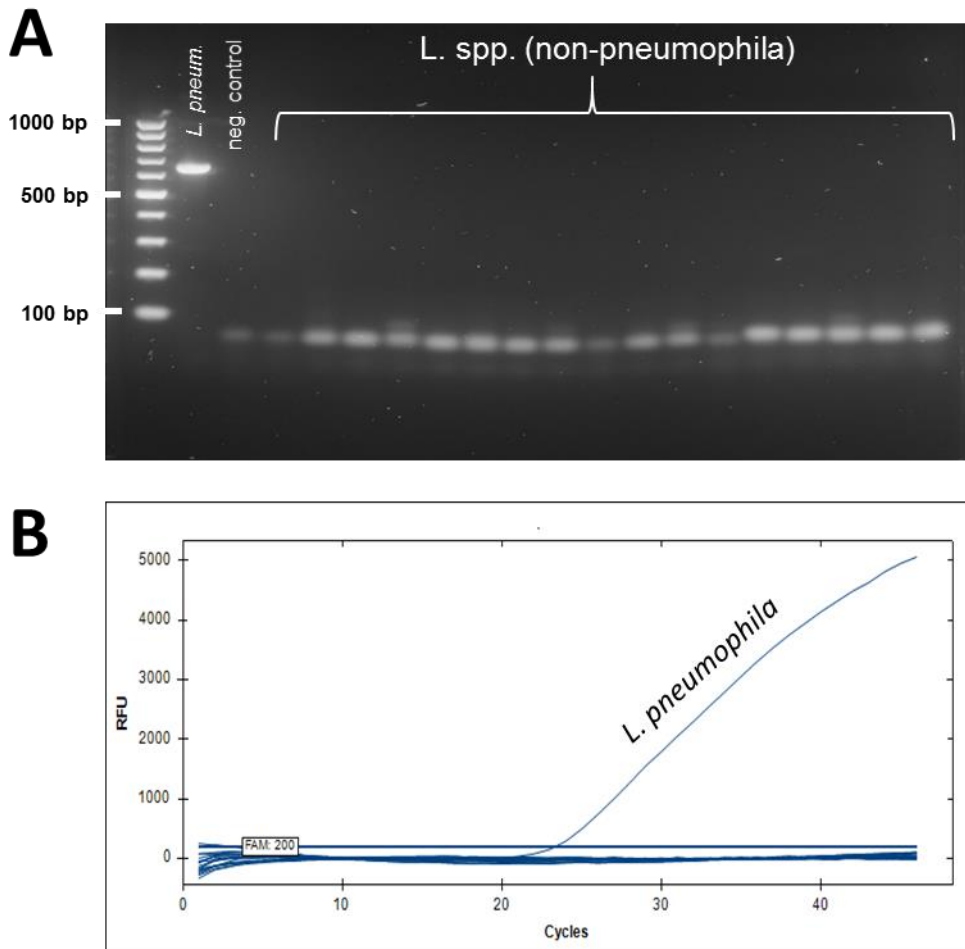 A
L. pneum.
neg. control
L. spp. (non-pneumophila)
1000 bp
500 bp
100 bp
B
5000
4000
3000
2000
1000
0
RFU
L. pneumophila
FAM: 200
0 10 20 30 40
Cycles